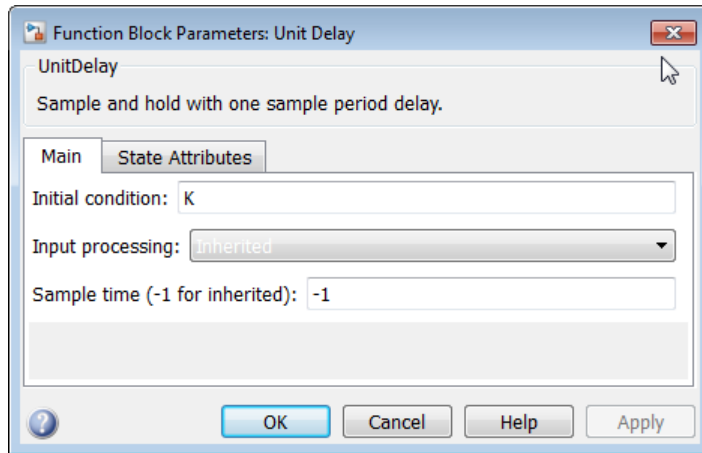 Function Block Parameters: Unit Delay
UnitDelay
Sample and hold with one sample period delay.
Main State Attributes
Initial condition: K
Input processing: Inherited
Sample time (-1 for inherited): -1
OK Cancel Help Apply